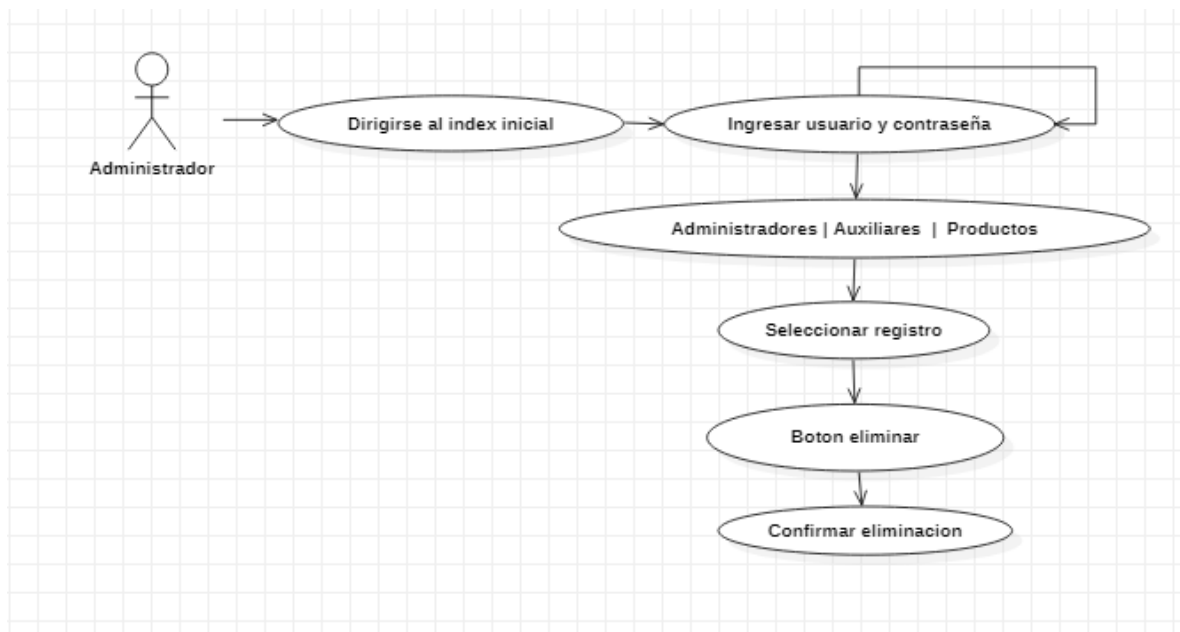 Administrador
Dirigirse al index inicial
Ingresar usuario y contraseña
Administradores | Auxiliares | Productos
Seleccionar registro
Boton eliminar
Confirmar eliminacion